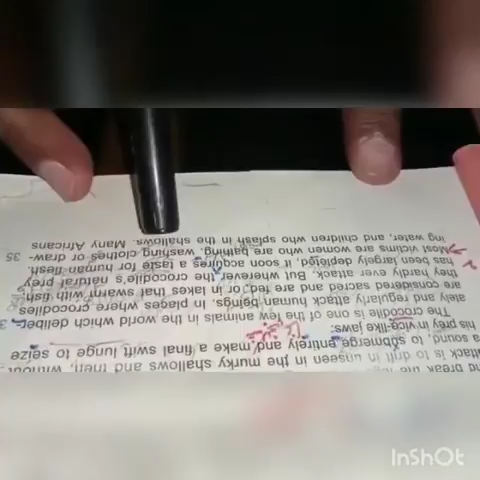 attack is to drift in unseen in the murky shallows and then, without
a sound, to submerge entirely and make a final swift lunge to seize
his prey in vice-like jaws:
The crocodile is one of the few animals in the world which deliber-
ately and regularly attack human beings. In places where crocodiles
are considered sacred and are fed or in lakes that swarm with fish
they hardly ever attack. But wherever the crocodile's natural prey
has been largely depleted, it soon acquires a taste for human flesh.
Most victims are women who are bathing, washing clothes or draw- 35
ing water, and children who splash in the shallows. Many Africans
InShOt